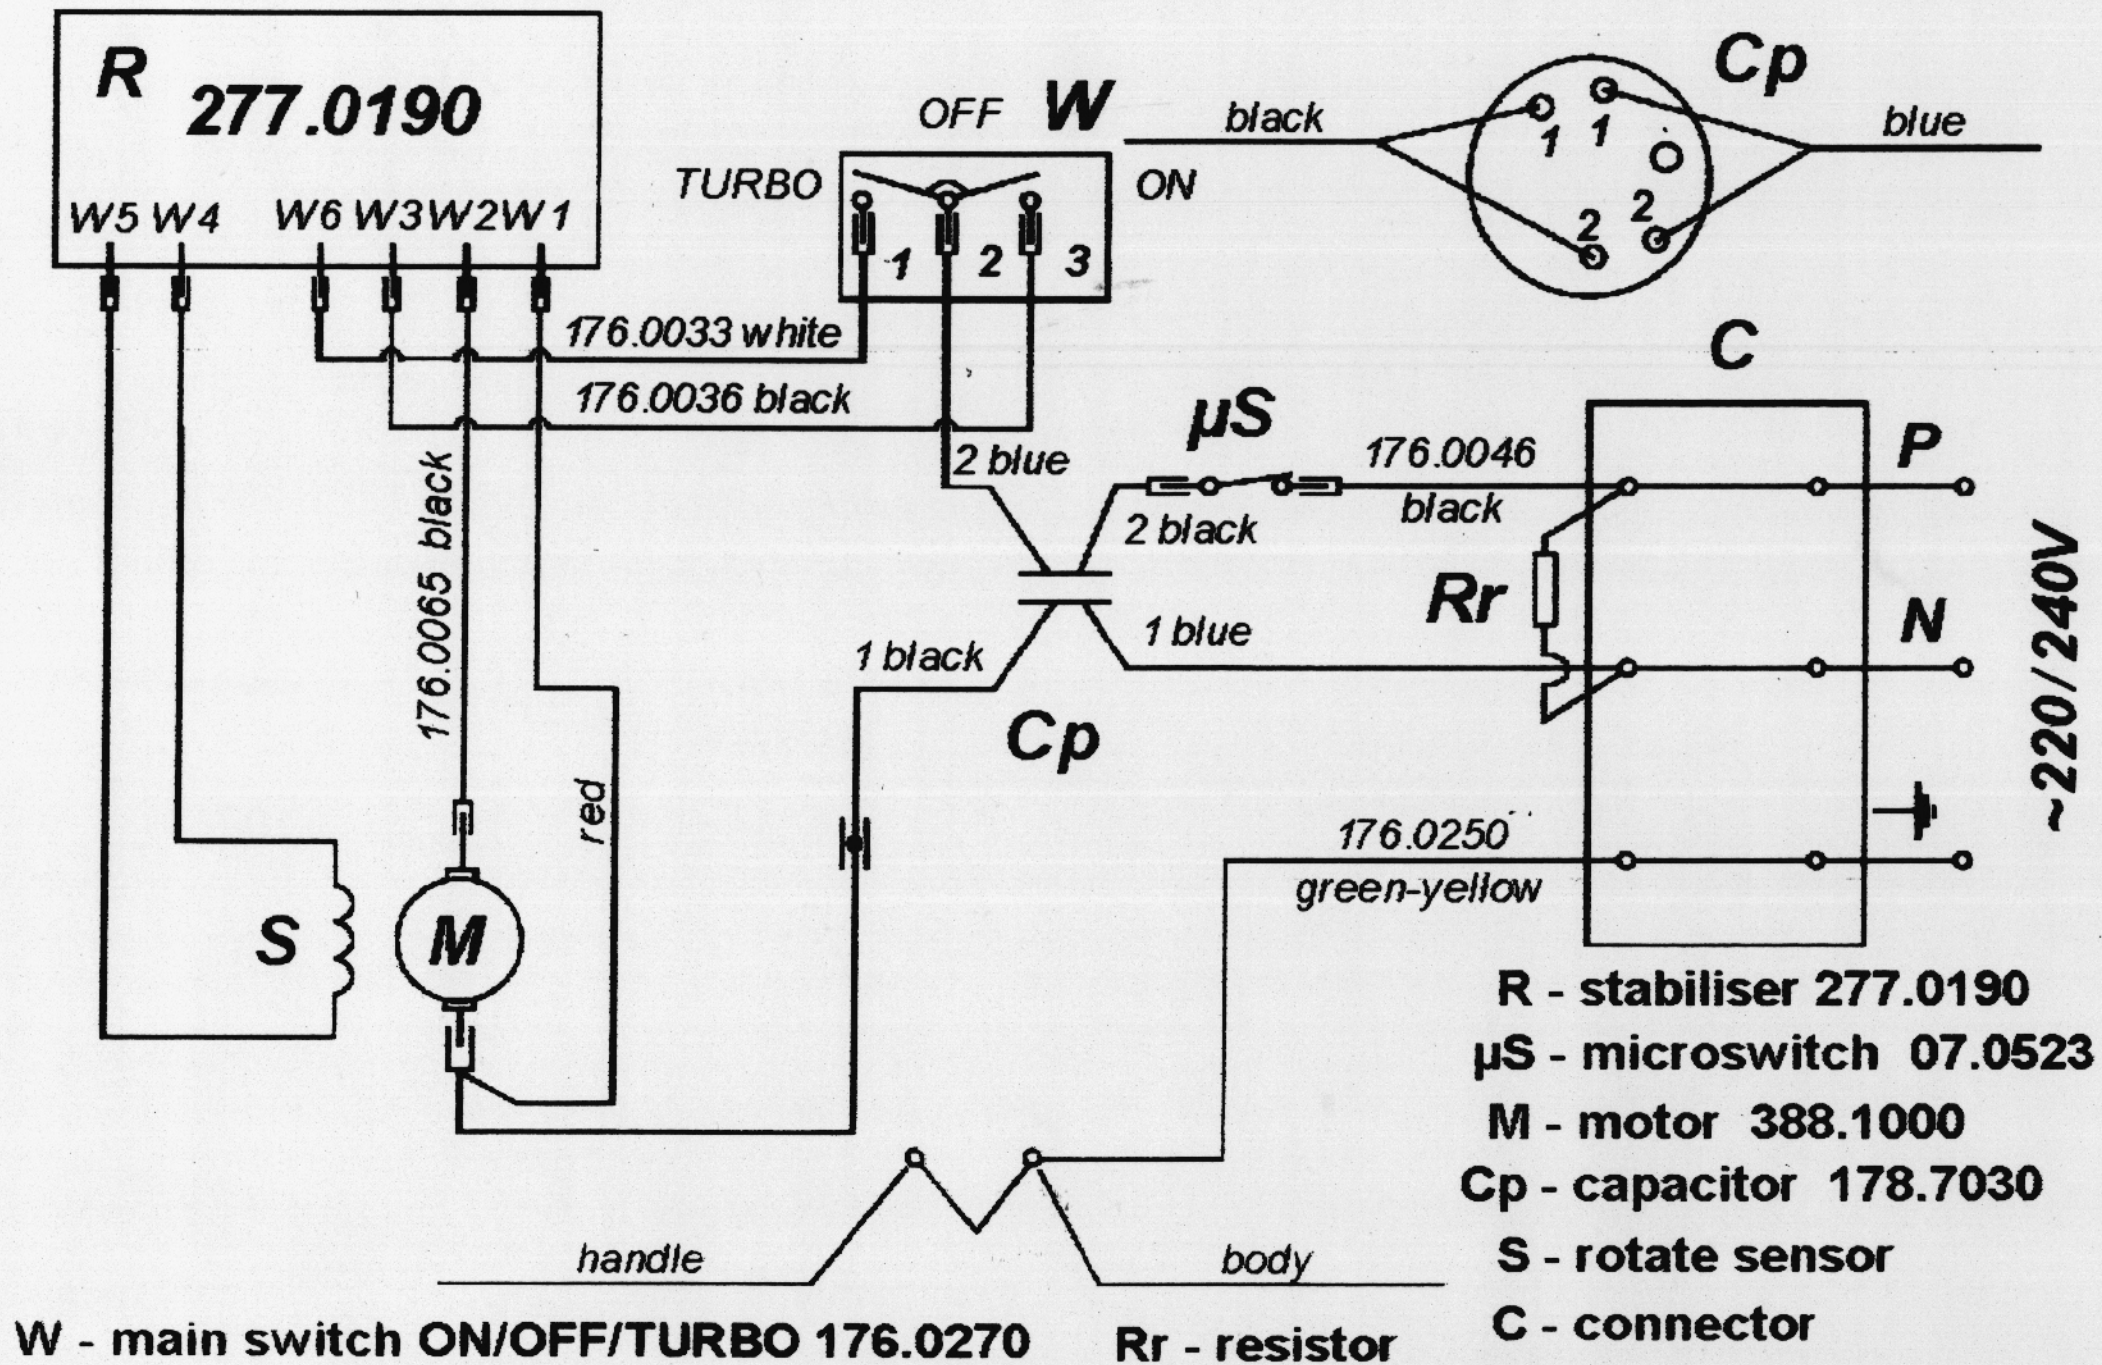 R
277.0190
W5 W4 W6 W3 W2 W1
OFF W
TURBO
ON
1 2 3
black
Cp
blue
1 1
2 2
176.0033 white
176.0036 black
C
µS
2 blue
176.0046
black
2 black
P
176.0065 black
Rr
N
~220/240V
1 black
1 blue
Cp
red
176.0250
green-yellow
S
M
handle
body
R - stabiliser 277.0190
µS - microswitch 07.0523
M - motor 388.1000
Cp - capacitor 178.7030
S - rotate sensor
C - connector
W - main switch ON/OFF/TURBO 176.0270
Rr - resistor